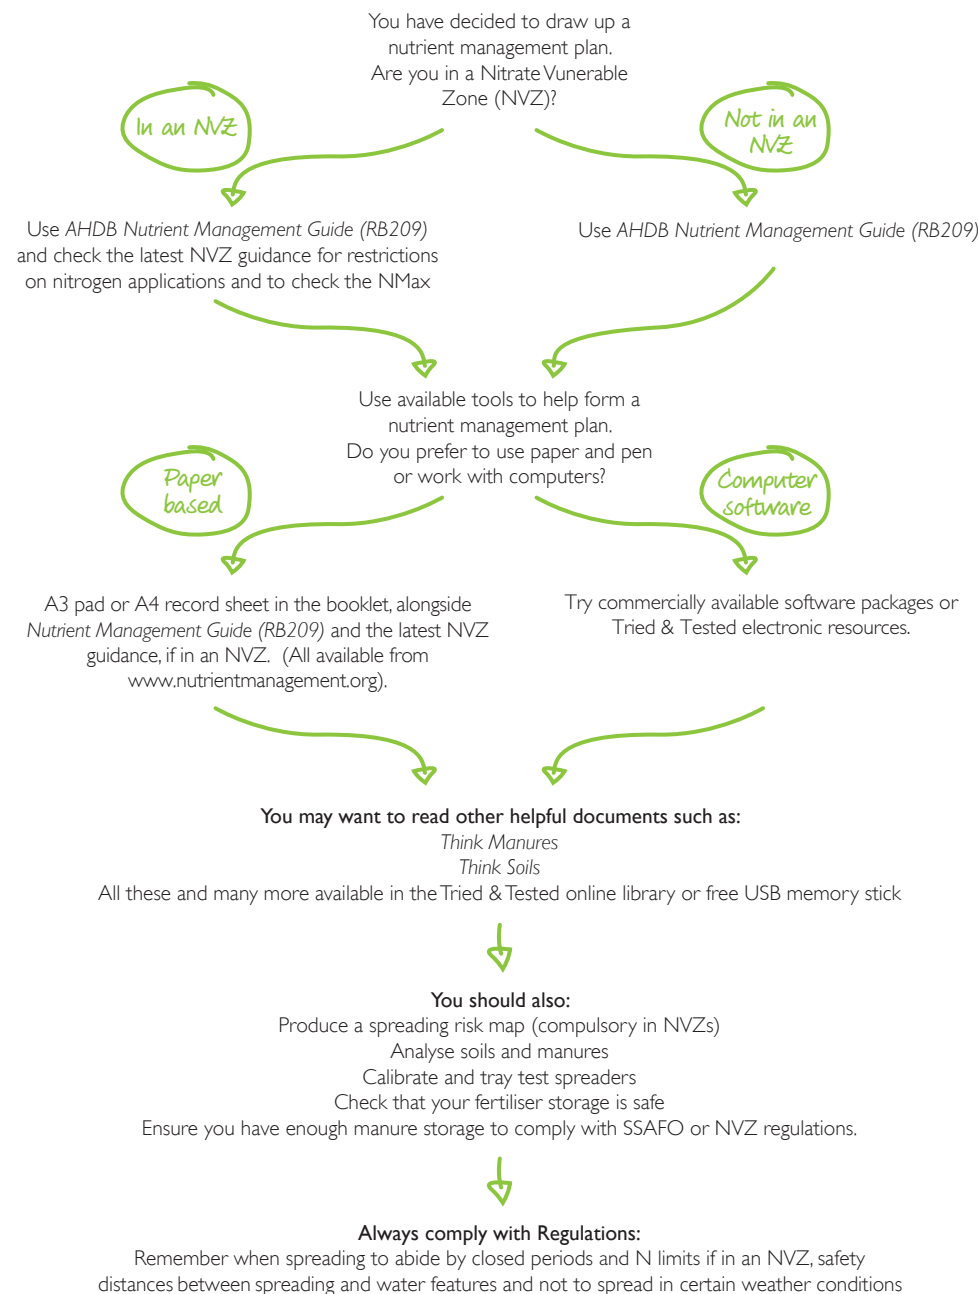 You have decided to draw up a
nutrient management plan.
Are you in a Nitrate Vunerable
Zone (NVZ)?
In an NVZ
Not in an
NVZ
Use AHDB Nutrient Management Guide (RB209)
and check the latest NVZ guidance for restrictions
on nitrogen applications and to check the NMax
Use AHDB Nutrient Management Guide (RB209)
Use available tools to help form a
nutrient management plan.
Do you prefer to use paper and pen
or work with computers?
Paper
based
Computer
software
A3 pad or A4 record sheet in the booklet, alongside
Nutrient Management Guide (RB209) and the latest NVZ
guidance, if in an NVZ. (All available from
www.nutrientmanagement.org).
Try commercially available software packages or
Tried & Tested electronic resources.
You may want to read other helpful documents such as:
Think Manures
Think Soils
All these and many more available in the Tried & Tested online library or free USB memory stick
You should also:
Produce a spreading risk map (compulsory in NVZs)
Analyse soils and manures
Calibrate and tray test spreaders
Check that your fertiliser storage is safe
Ensure you have enough manure storage to comply with SSAFO or NVZ regulations.
Always comply with Regulations:
Remember when spreading to abide by closed periods and N limits if in an NVZ, safety
distances between spreading and water features and not to spread in certain weather conditions